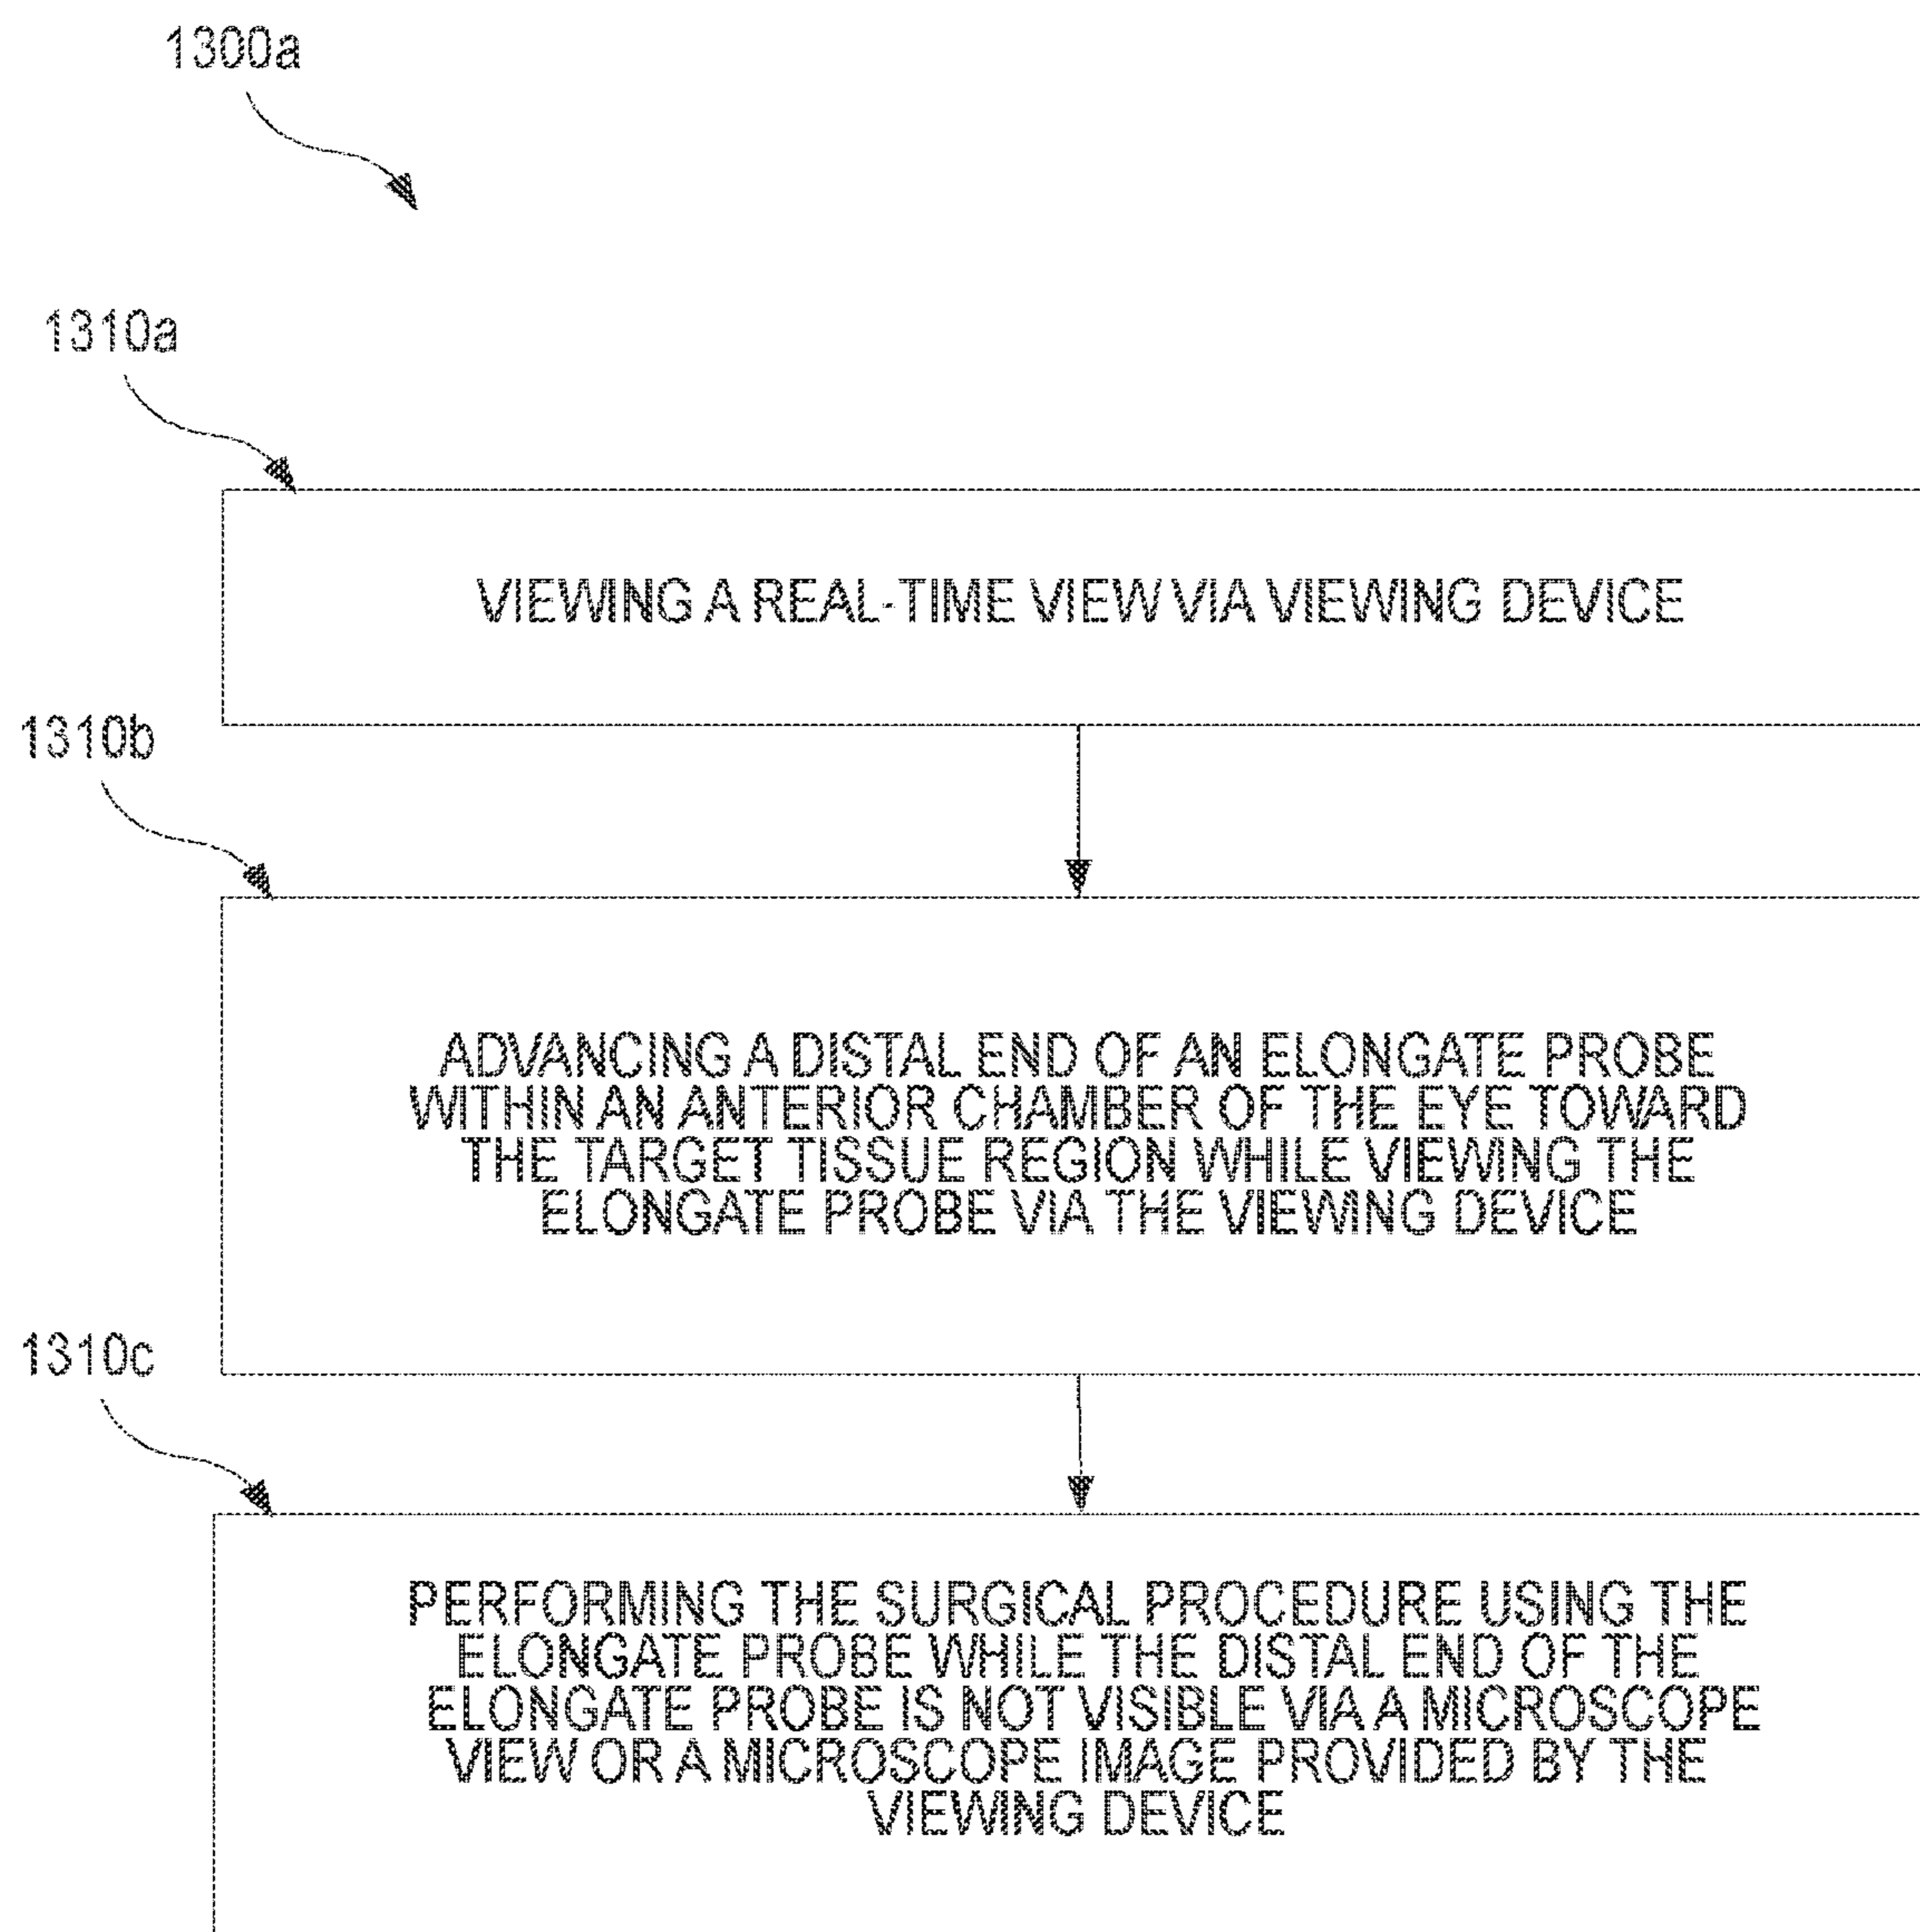 1300a
1310a
VIEWING A REAL-TIME VIEW VIA VIEWING DEVICE
1310b
ADVANCING A DISTAL END OF AN ELONGATE PROBE
WITHIN AN ANTERIOR CHAMBER OF THE EYE TOWARD
THE TARGET TISSUE REGION WHILE VIEWING THE
ELONGATE PROBE VIA THE VIEWING DEVICE
1310c
PERFORMING THE SURGICAL PROCEDURE USING THE
ELONGATE PROBE WHILE THE DISTAL END OF THE
ELONGATE PROBE IS NOT VISIBLE VIA A MICROSCOPE
VIEW OR A MICROSCOPE IMAGE PROVIDED BY THE
VIEWING DEVICE